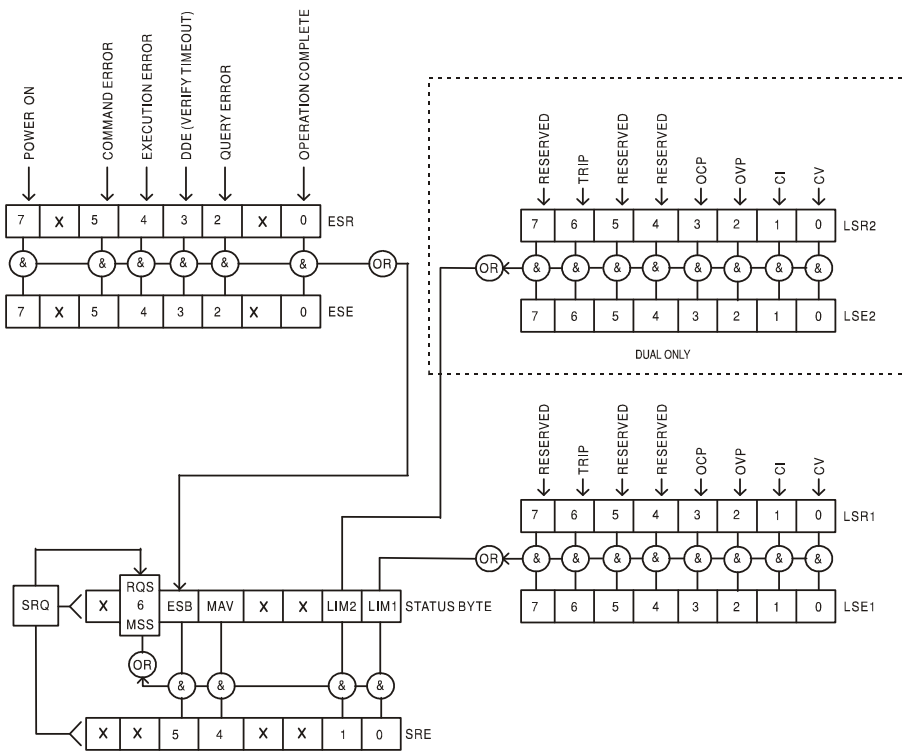 POWER ON
COMMAND ERROR
EXECUTION ERROR
DDE (VERIFY TIMEOUT)
QUERY ERROR
OPERATION COMPLETE
7 X 5 4 3 2 X 0 ESR
& & & & & & OR
7 X 5 4 3 2 X 0 ESE
RESERVED
TRIP
RESERVED
RESERVED
OCP
OVP
CI
CV
7 6 5 4 3 2 1 0 LSR2
OR & & & & & & & &
7 6 5 4 3 2 1 0 LSE2
DUAL ONLY
RESERVED
TRIP
RESERVED
RESERVED
OCP
OVP
CI
CV
7 6 5 4 3 2 1 0 LSR1
OR & & & & & & & &
7 6 5 4 3 2 1 0 LSE1
SRQ
RQS
X 6 ESB MAV X X LIM2 LIM1 STATUS BYTE
MSS
OR
& & & &
X X 5 4 X X 1 0 SRE